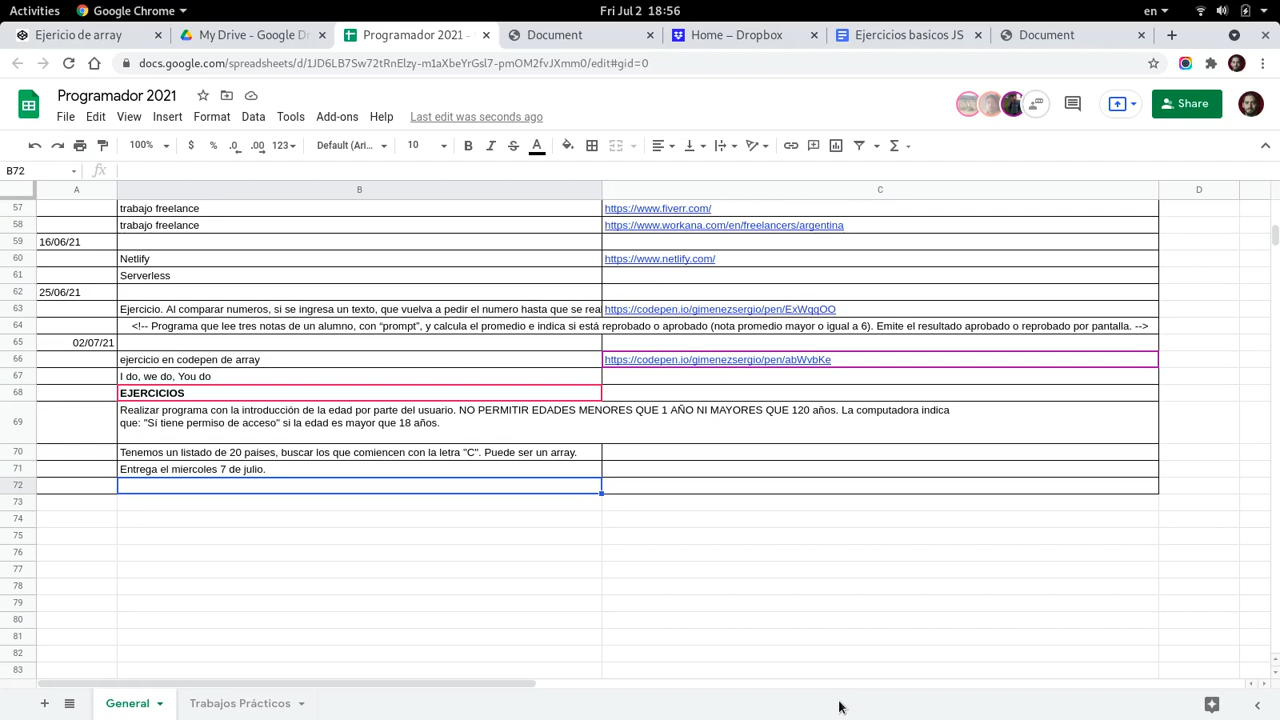 Activities
Google Chrome
Fri Jul 2 18:56
en
Ejericio de array
My Drive - Google Dr
Programador 2021 -
Document
Home – Dropbox
Ejercicios basicos JS
Document
docs.google.com/spreadsheets/d/1JD6LB7Sw72tRnElzy-m1aXbeYrGsl7-pmOM2fvJXmm0/edit#gid=0
Programador 2021
File Edit View Insert Format Data Tools Add-ons Help Last edit was seconds ago
Share
100% $ % .0 .00 123 Default (Ari... 10 B I S A
B72 fx
A B C D
57 trabajo freelance https://www.fiverr.com/
58 trabajo freelance https://www.workana.com/en/freelancers/argentina
59 16/06/21
60 Netlify https://www.netlify.com/
61 Serverless
62 25/06/21
63 Ejercicio. Al comparar numeros, si se ingresa un texto, que vuelva a pedir el numero hasta que se rea https://codepen.io/gimenezsergio/pen/ExWqqOO
64 <!-- Programa que lee tres notas de un alumno, con “prompt”, y calcula el promedio e indica si está reprobado o aprobado (nota promedio mayor o igual a 6). Emite el resultado aprobado o reprobado por pantalla. -->
65 02/07/21
66 ejercicio en codepen de array https://codepen.io/gimenezsergio/pen/abWvbKe
67 I do, we do, You do
68 EJERCICIOS
69 Realizar programa con la introducción de la edad por parte del usuario. NO PERMITIR EDADES MENORES QUE 1 AÑO NI MAYORES QUE 120 años. La computadora indica
que: "Sí tiene permiso de acceso" si la edad es mayor que 18 años.
70 Tenemos un listado de 20 paises, buscar los que comiencen con la letra "C". Puede ser un array.
71 Entrega el miercoles 7 de julio.
72
73
74
75
76
77
78
79
80
81
82
83
General
Trabajos Prácticos